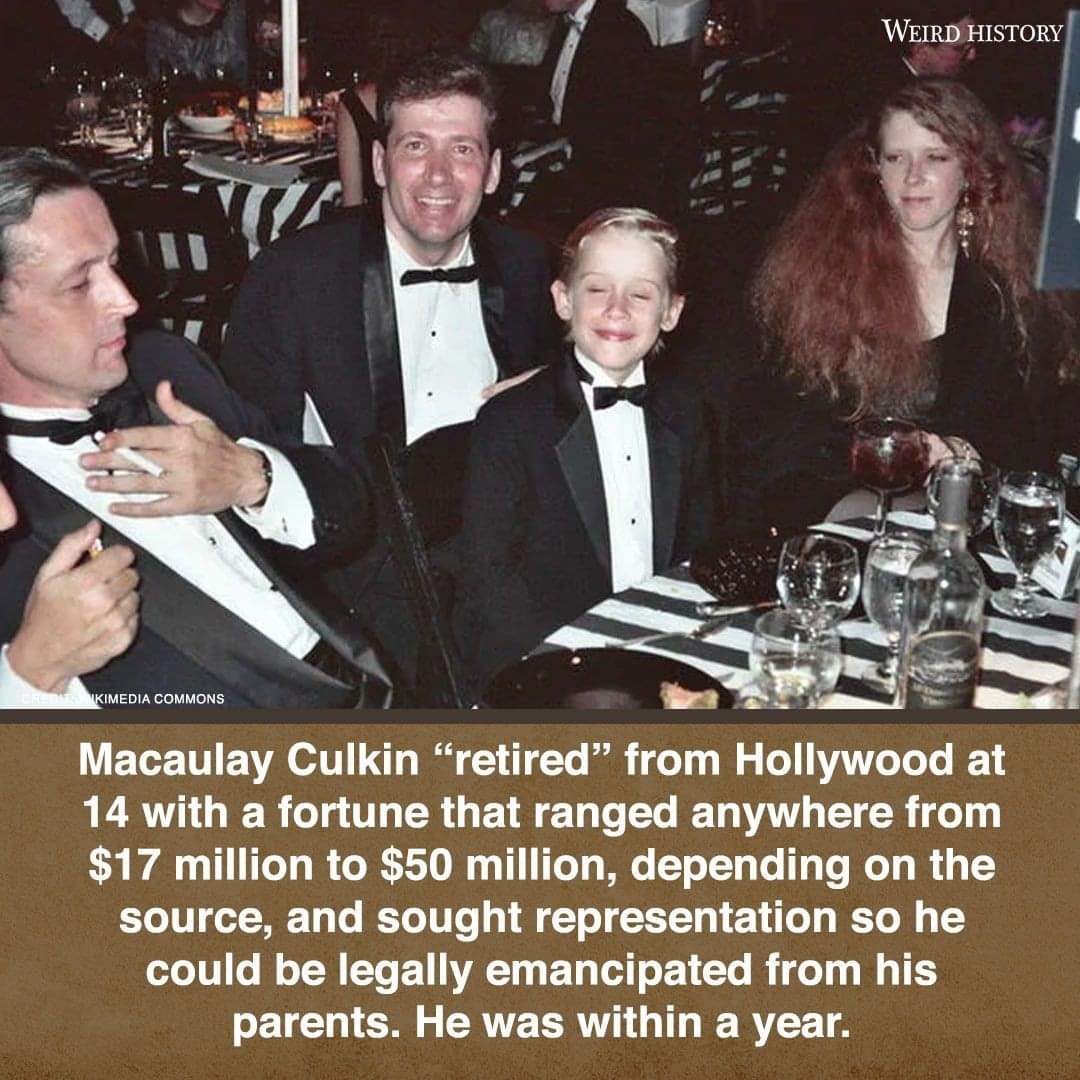 WEIRD HISTORY
CREDIT: WIKIMEDIA COMMONS
Macaulay Culkin “retired” from Hollywood at
14 with a fortune that ranged anywhere from
$17 million to $50 million, depending on the
source, and sought representation so he
could be legally emancipated from his
parents. He was within a year.